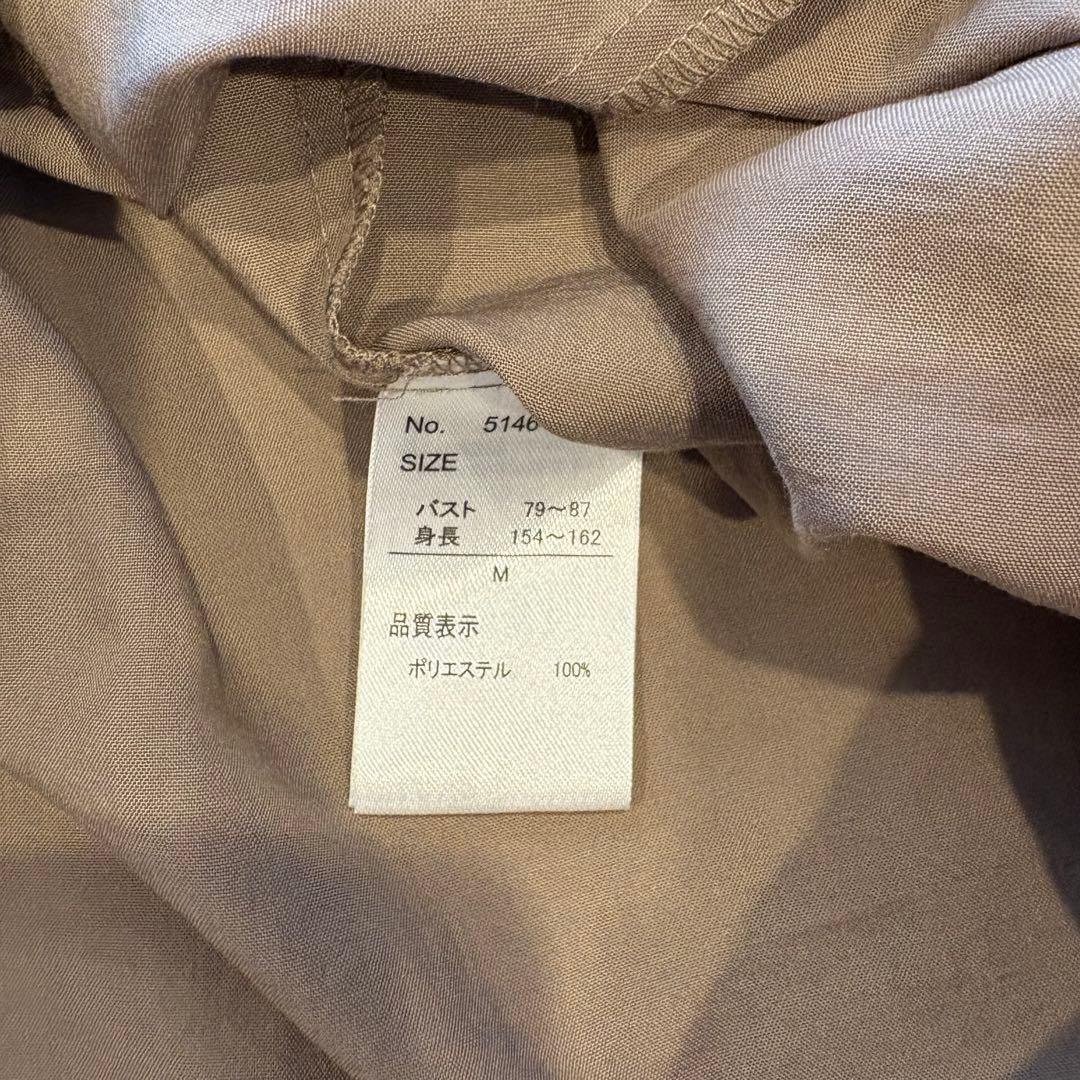 No. 5146
SIZE
バスト 79～87
身長 154～162
M
品質表示
ポリエステル 100%